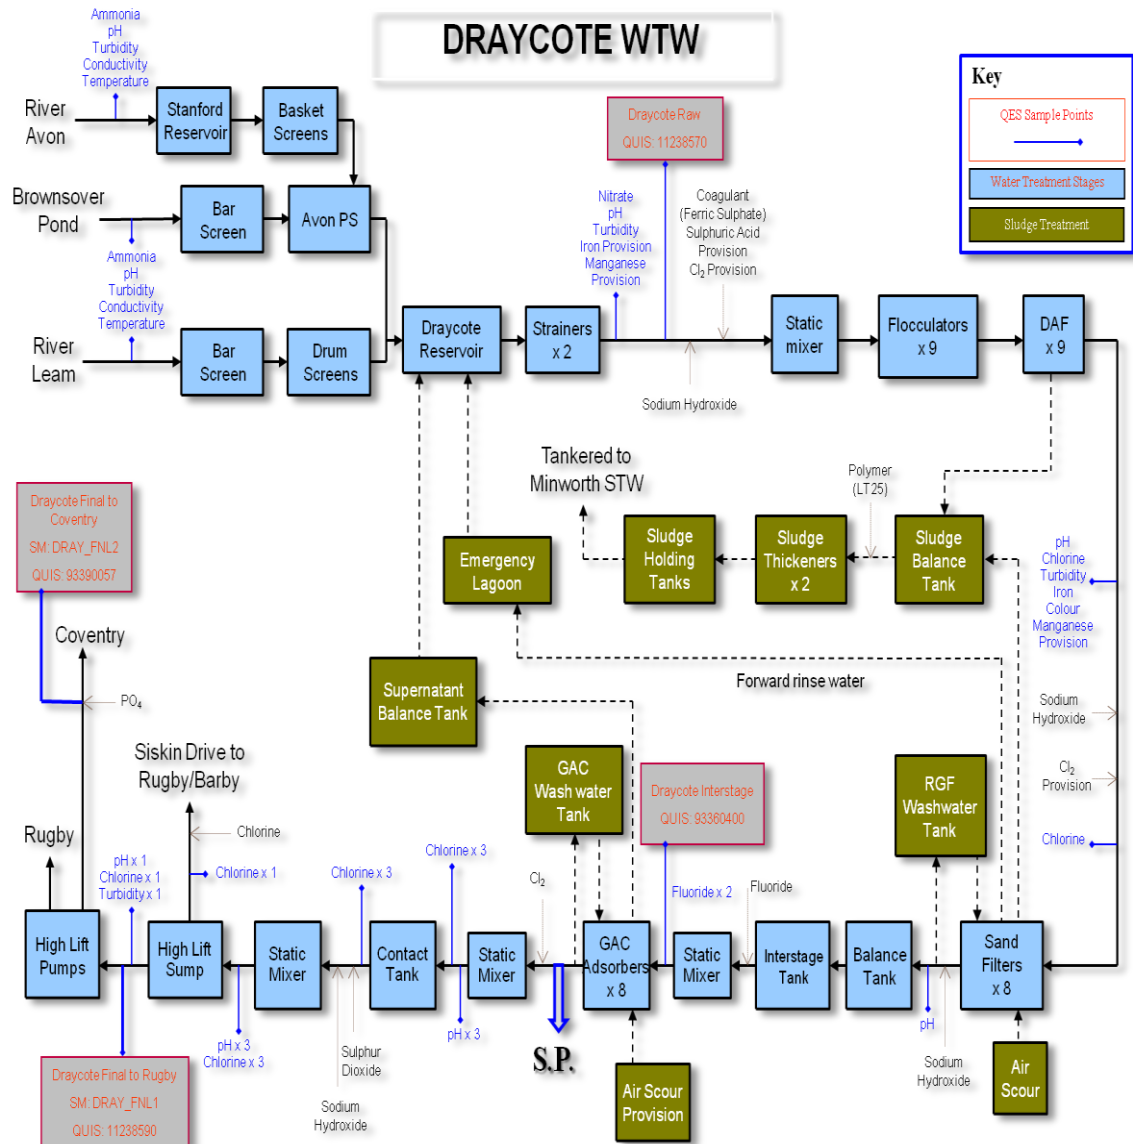 DRAYCOTE WTW
Ammonia
pH
Turbidity
Conductivity
Temperature
River
Avon
Stanford
Reservoir
Basket
Screens
Key
QES Sample Points
Water Treatment Stages
Sludge Treatment
Draycote Raw
QUIS: 11238570
Brownsover
Pond
Bar
Screen
Avon PS
Ammonia
pH
Turbidity
Conductivity
Temperature
Nitrate
pH
Turbidity
Iron Provision
Manganese
Provision
Coagulant
(Ferric Sulphate)
Sulphuric Acid
Provision
Cl₂ Provision
River
Leam
Bar
Screen
Drum
Screens
Draycote
Reservoir
Strainers
x 2
Static
mixer
Flocculators
x 9
DAF
x 9
Sodium Hydroxide
Tankered to
Minworth STW
Polymer
(LT25)
Draycote Final to
Coventry
SM: DRAY_FNL2
QUIS: 93390057
Emergency
Lagoon
Sludge
Holding
Tanks
Sludge
Thickeners
x 2
Sludge
Balance
Tank
pH
Chlorine
Turbidity
Iron
Colour
Manganese
Provision
Coventry
PO₄
Supernatant
Balance Tank
Forward rinse water
Sodium
Hydroxide
Siskin Drive to
Rugby/Barby
GAC
Wash water
Tank
Draycote Interstage
QUIS: 93360400
RGF
Washwater
Tank
Cl₂
Provision
Rugby
Chlorine
Chlorine
pH x 1
Chlorine x 1
Turbidity x 1
Chlorine x 1
Chlorine x 3
Chlorine x 3
Cl₂
Fluoride x 2
Fluoride
High Lift
Pumps
High Lift
Sump
Static
Mixer
Contact
Tank
Static
Mixer
GAC
Adsorbers
x 8
Static
Mixer
Interstage
Tank
Balance
Tank
Sand
Filters
x 8
pH x 3
Chlorine x 3
Sulphur
Dioxide
pH x 3
S.P.
pH
Sodium
Hydroxide
Air
Scour
Draycote Final to Rugby
SM: DRAY_FNL1
QUIS: 11238590
Sodium
Hydroxide
Air Scour
Provision